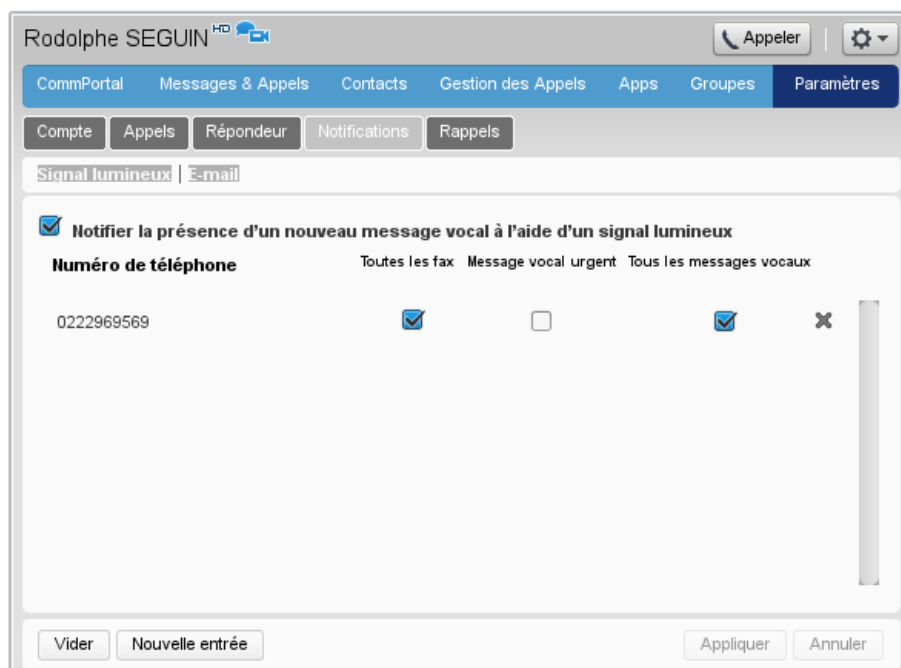 Rodolphe SEGUIN HD Appeler
CommPortal Messages & Appels Contacts Gestion des Appels Apps Groupes Paramètres
Compte Appels Répondeur Notifications Rappels
Signal lumineux | E-mail
Notifier la présence d'un nouveau message vocal à l'aide d'un signal lumineux
Numéro de téléphone Toutes les fax Message vocal urgent Tous les messages vocaux
0222969569
Vider Nouvelle entrée Appliquer Annuler